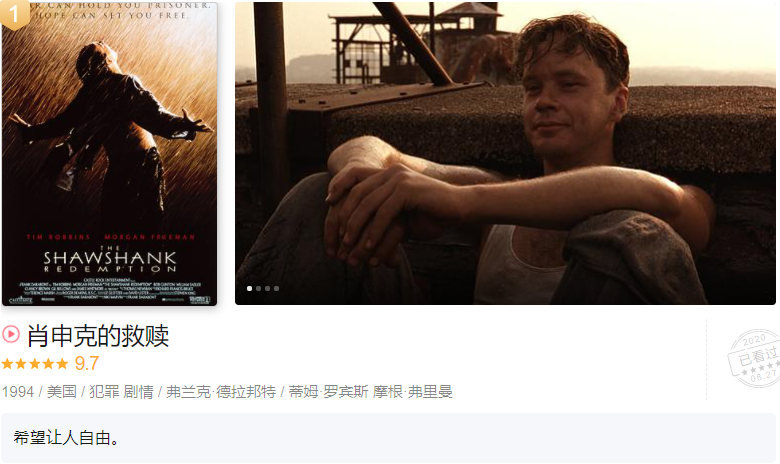 1
R CAN HOLD YOU PRISONER.
HOPE CAN SET YOU FREE.
TIM ROBBINS MORGAN FREEMAN
THE
SHAWSHANK
REDEMPTION
肖申克的救赎
9.7
2020
已看过
08.27
1994 / 美国 / 犯罪 剧情 / 弗兰克·德拉邦特 / 蒂姆·罗宾斯 摩根·弗里曼
希望让人自由。